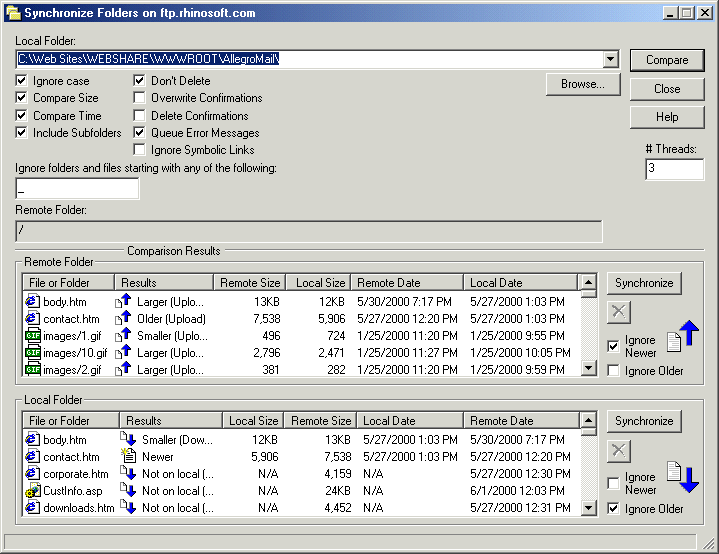 Synchronize Folders on ftp.rhinosoft.com
Local Folder:
C:\Web Sites\WEBSHARE\WWWROOT\AllegroMail\
Compare
Ignore case
Don't Delete
Browse...
Close
Compare Size
Overwrite Confirmations
Compare Time
Delete Confirmations
Help
Include Subfolders
Queue Error Messages
Ignore Symbolic Links
# Threads:
Ignore folders and files starting with any of the following:
3
_
Remote Folder:
/
Comparison Results
Remote Folder
File or Folder Results Remote Size Local Size Remote Date Local Date
body.htm Larger (Uplo... 13KB 12KB 5/30/2000 7:17 PM 5/27/2000 1:03 PM
contact.htm Older (Upload) 7,538 5,906 5/27/2000 12:20 PM 5/27/2000 1:03 PM
images/1.gif Smaller (Uplo... 496 724 1/25/2000 11:20 PM 1/25/2000 9:55 PM
images/10.gif Larger (Uplo... 2,796 2,471 1/25/2000 11:27 PM 1/25/2000 10:05 PM
images/2.gif Larger (Uplo... 381 282 1/25/2000 11:20 PM 1/25/2000 9:59 PM
Synchronize
Ignore Newer
Ignore Older
Local Folder
File or Folder Results Local Size Remote Size Local Date Remote Date
body.htm Smaller (Dow... 12KB 13KB 5/27/2000 1:03 PM 5/30/2000 7:17 PM
contact.htm Newer 5,906 7,538 5/27/2000 1:03 PM 5/27/2000 12:20 PM
corporate.htm Not on local (... N/A 4,159 N/A 5/27/2000 12:30 PM
CustInfo.asp Not on local (... N/A 24KB N/A 6/1/2000 12:03 PM
downloads.htm Not on local (... N/A 4,452 N/A 5/27/2000 12:31 PM
Synchronize
Ignore Newer
Ignore Older